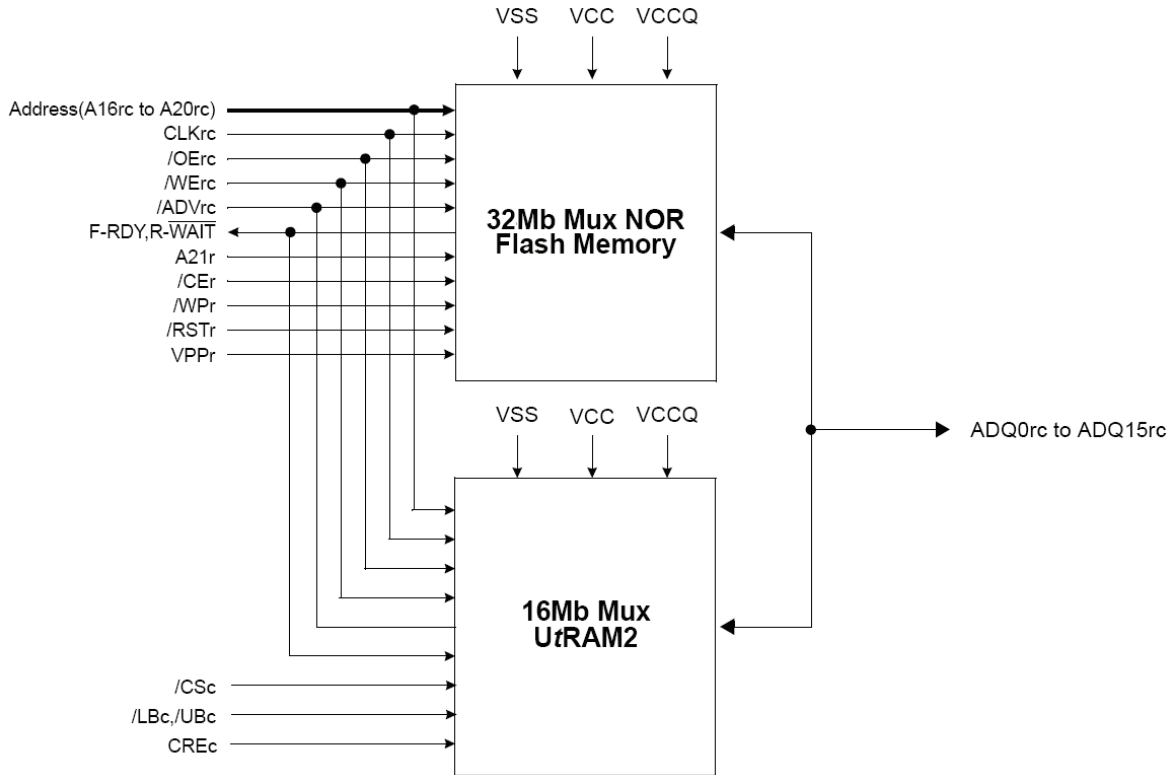 VSS VCC VCCQ
Address(A16rc to A20rc)
CLKrc
/OErc
/WErc
/ADVrc
F-RDY,R-WAIT
A21r
/CEr
/WPr
/RSTr
VPPr
32Mb Mux NOR
Flash Memory
VSS VCC VCCQ
ADQ0rc to ADQ15rc
16Mb Mux
UtRAM2
/CSc
/LBc,/UBc
CREc